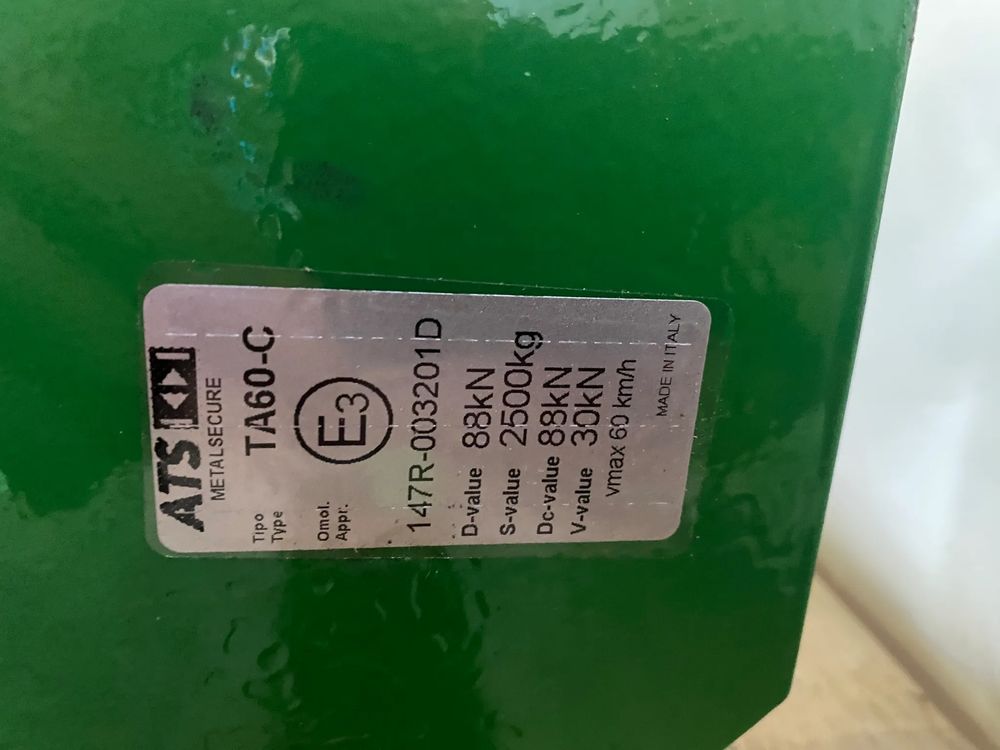 ATS
METALSECURE
Tipo
Type TA60-C
Omol.
Appr. E3
147R-003201D
D-value 88kN
S-value 2500kg
Dc-value 88kN
V-value 30kN
vmax 60 km/h
MADE IN ITALY